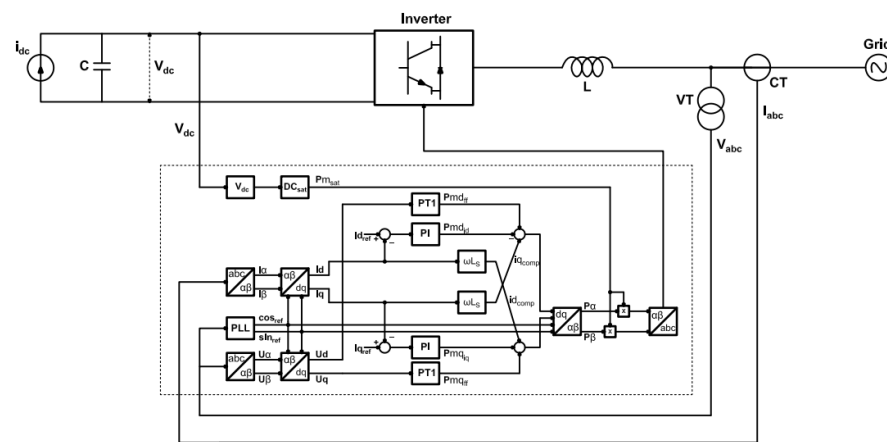 Inverter
Grid
i_dc
C
V_dc
L
CT
VT
I_abc
V_abc
V_dc
V_dc
DC_sat
Pm_sat
PT1
Pmd_ff
Id_ref
+
−
PI
Pmd_id
−
iq_comp
abc
αβ
Iα
Iβ
αβ
dq
Id
Iq
ωL_S
ωL_S
id_comp
PLL
cos_ref
sin_ref
dq
αβ
Pα
Pβ
x
x
αβ
abc
Iq_ref
+
−
PI
Pmq_iq
abc
αβ
Uα
Uβ
αβ
dq
Ud
Uq
PT1
Pmq_ff